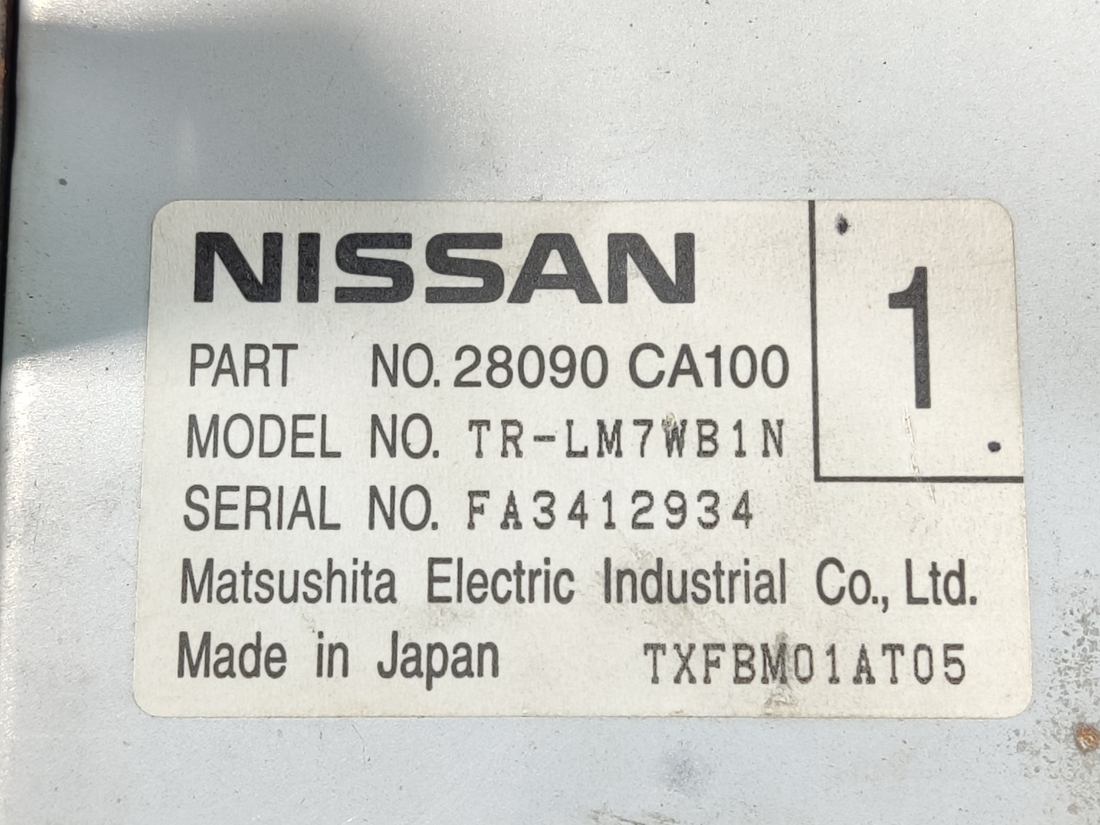 NISSAN
1
PART NO. 28090 CA100
MODEL NO. TR-LM7WB1N
SERIAL NO. FA3412934
Matsushita Electric Industrial Co., Ltd.
Made in Japan TXFBM01AT05